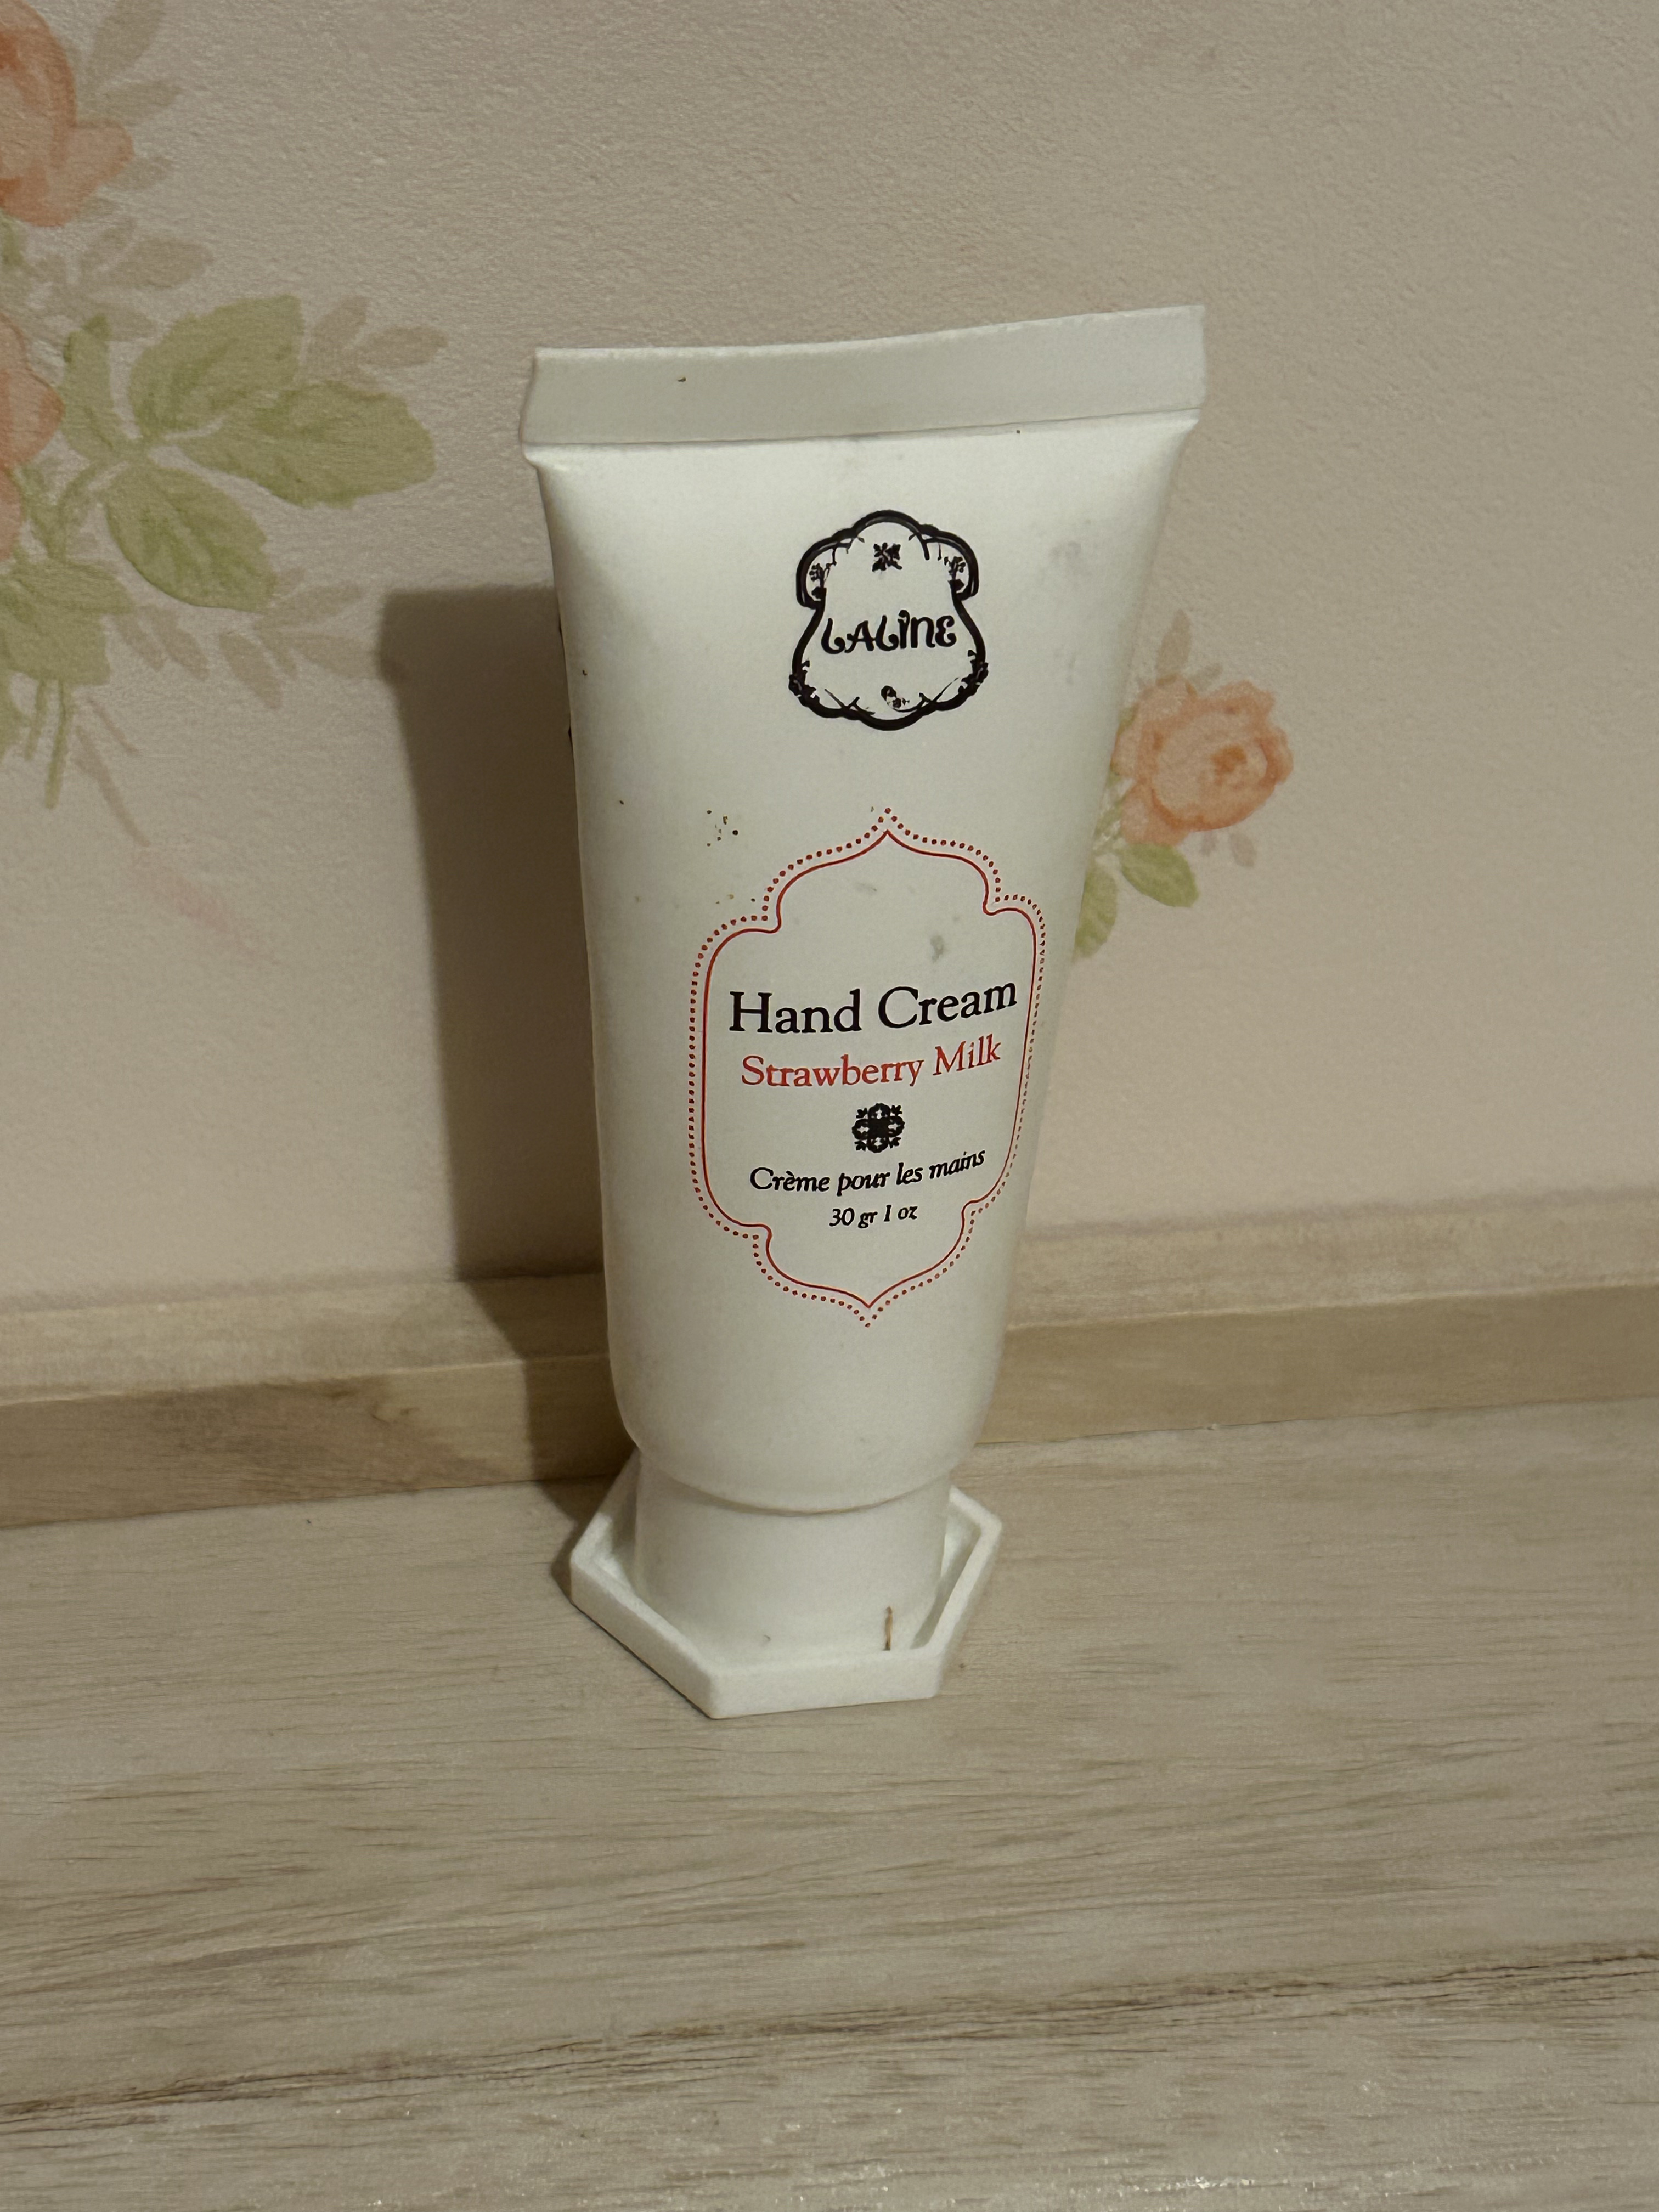 LALINE
Hand Cream
Strawberry Milk
Crème pour les mains
30 gr 1 oz